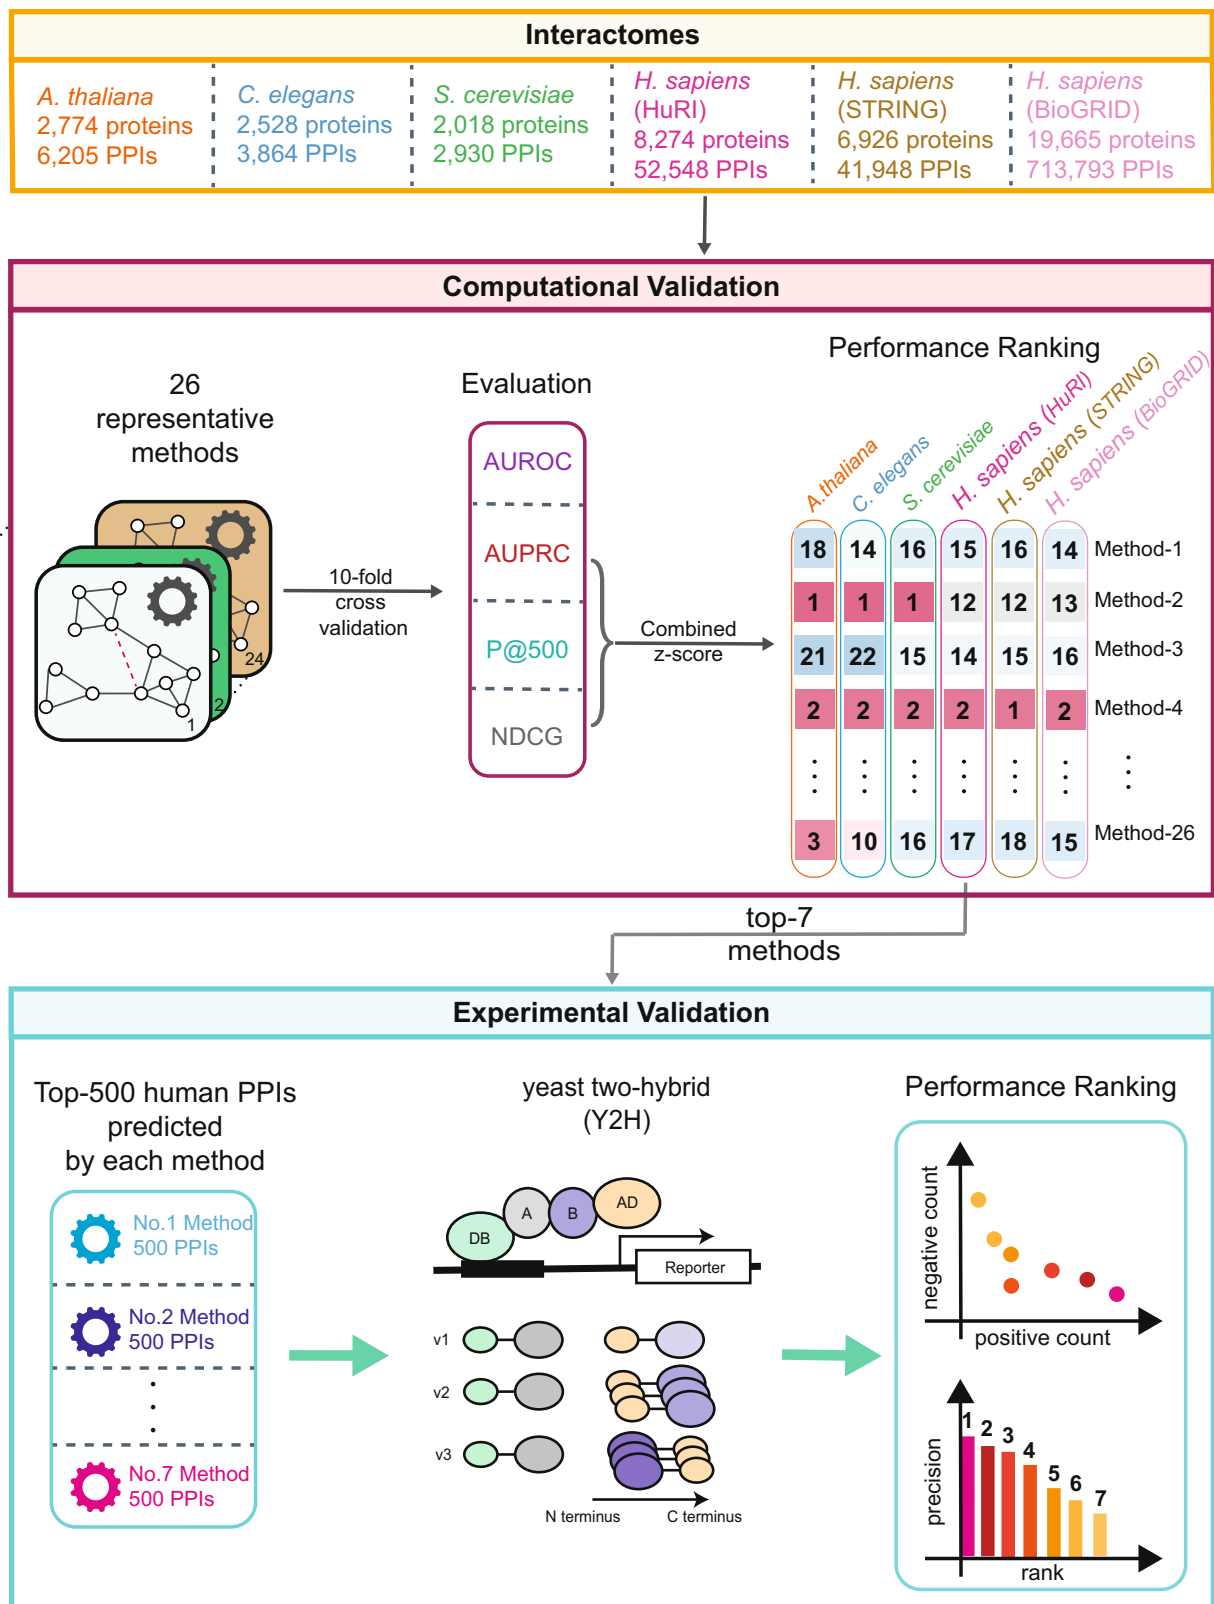 Interactomes
A. thaliana
2,774 proteins
6,205 PPIs
C. elegans
2,528 proteins
3,864 PPIs
S. cerevisiae
2,018 proteins
2,930 PPIs
H. sapiens
(HuRI)
8,274 proteins
52,548 PPIs
H. sapiens
(STRING)
6,926 proteins
41,948 PPIs
H. sapiens
(BioGRID)
19,665 proteins
713,793 PPIs
Computational Validation
26
representative
methods
24
2
1
10-fold
cross
validation
Evaluation
AUROC
AUPRC
P@500
NDCG
Combined
z-score
Performance Ranking
A.thaliana
C. elegans
S. cerevisiae
H. sapiens (HuRI)
H. sapiens (STRING)
H. sapiens (BioGRID)
18 14 16 15 16 14 Method-1
1 1 1 12 12 13 Method-2
21 22 15 14 15 16 Method-3
2 2 2 2 1 2 Method-4
3 10 16 17 18 15 Method-26
top-7
methods
Experimental Validation
Top-500 human PPIs
predicted
by each method
No.1 Method
500 PPIs
No.2 Method
500 PPIs
No.7 Method
500 PPIs
yeast two-hybrid
(Y2H)
DB
A
B
AD
Reporter
v1
v2
v3
N terminus
C terminus
Performance Ranking
negative count
positive count
precision
1
2
3
4
5
6
7
rank